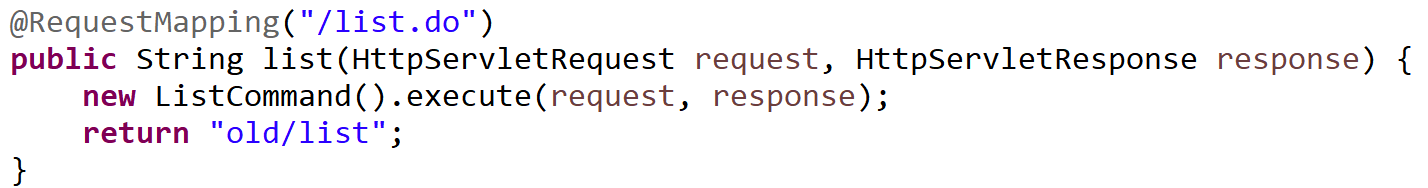 @RequestMapping("/list.do")
public String list(HttpServletRequest request, HttpServletResponse response) {
    new ListCommand().execute(request, response);
    return "old/list";
}